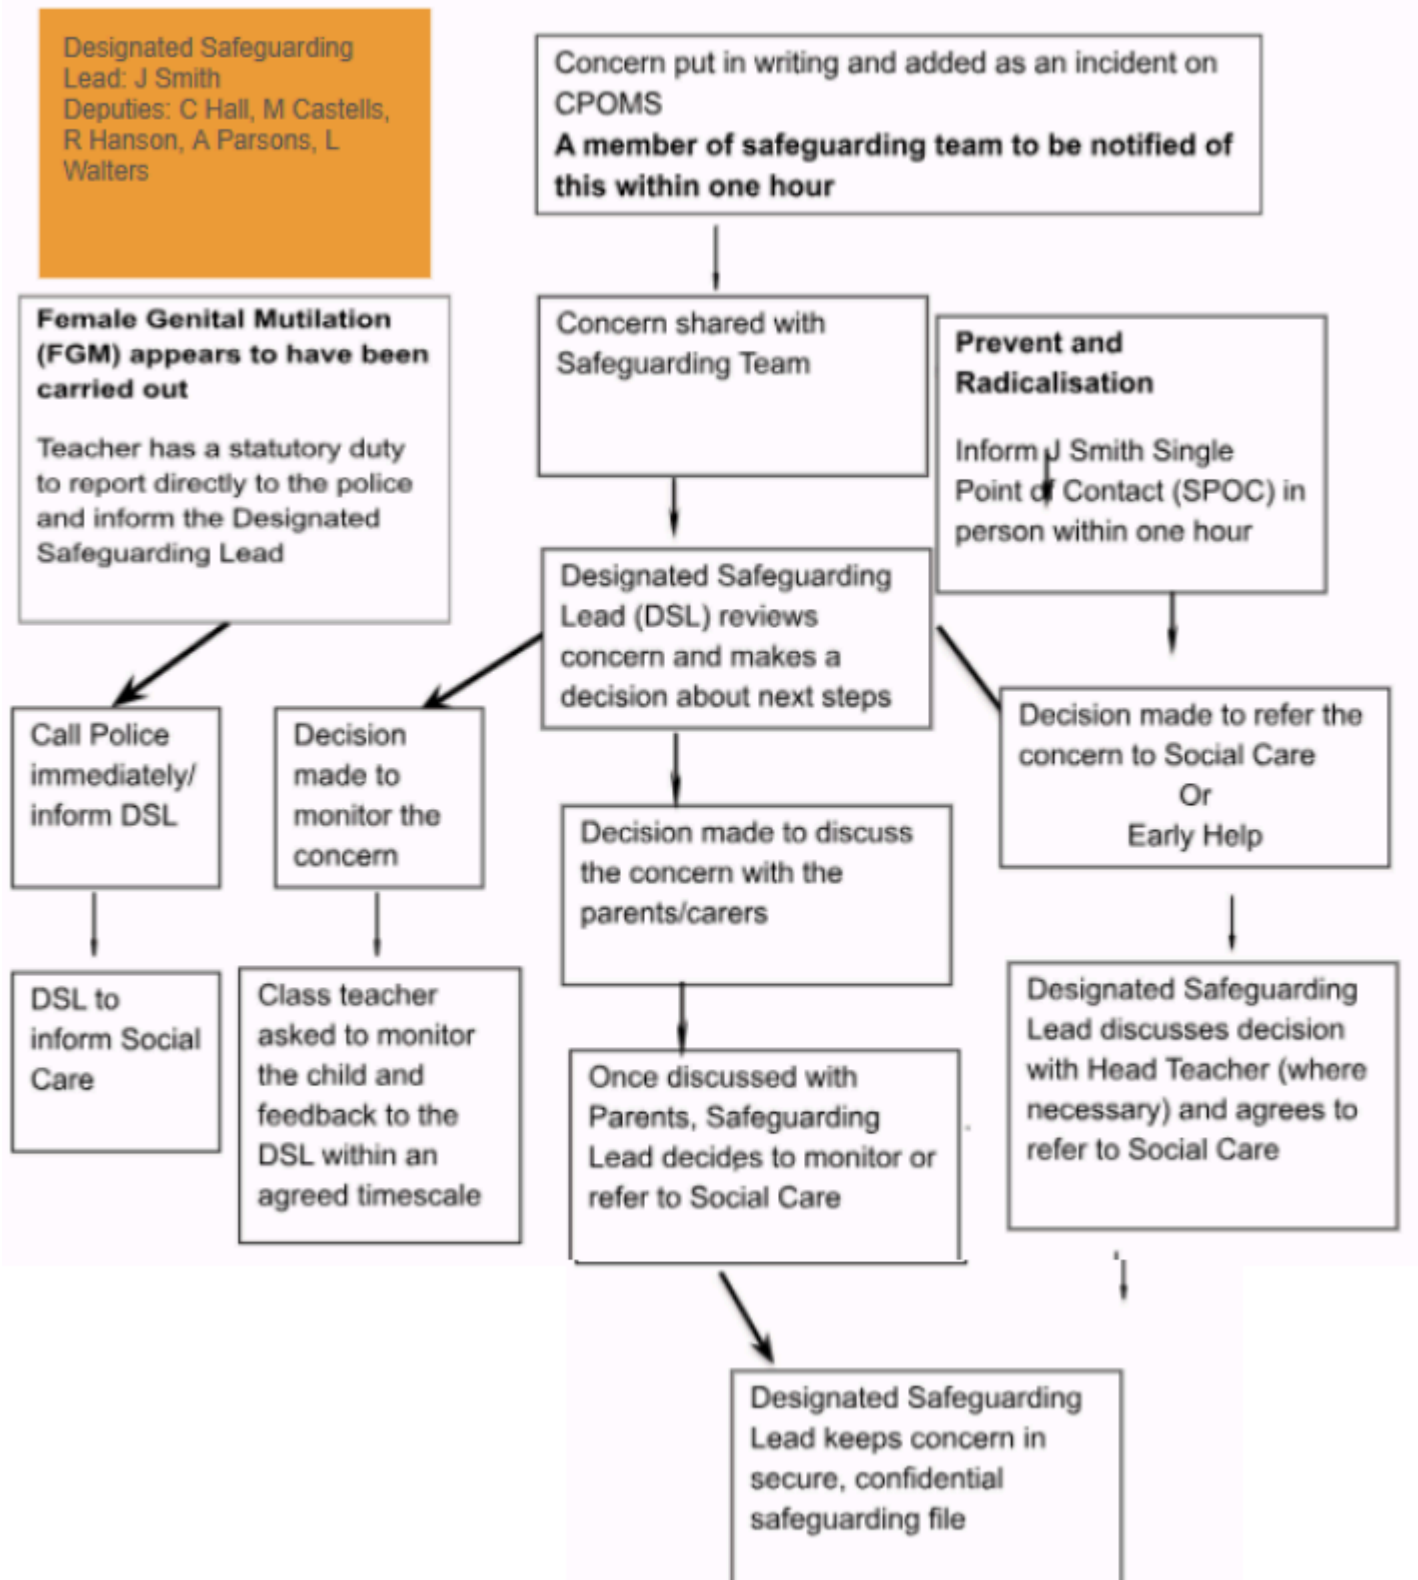 Designated Safeguarding
Lead: J Smith
Deputies: C Hall, M Castells,
R Hanson, A Parsons, L
Walters
Concern put in writing and added as an incident on
CPOMS
A member of safeguarding team to be notified of
this within one hour
Female Genital Mutilation
(FGM) appears to have been
carried out
Teacher has a statutory duty
to report directly to the police
and inform the Designated
Safeguarding Lead
Concern shared with
Safeguarding Team
Prevent and
Radicalisation
Inform J Smith Single
Point of Contact (SPOC) in
person within one hour
Designated Safeguarding
Lead (DSL) reviews
concern and makes a
decision about next steps
Call Police
immediately/
inform DSL
Decision
made to
monitor the
concern
Decision made to discuss
the concern with the
parents/carers
Decision made to refer the
concern to Social Care
Or
Early Help
DSL to
inform Social
Care
Class teacher
asked to monitor
the child and
feedback to the
DSL within an
agreed timescale
Once discussed with
Parents, Safeguarding
Lead decides to monitor or
refer to Social Care
Designated Safeguarding
Lead discusses decision
with Head Teacher (where
necessary) and agrees to
refer to Social Care
Designated Safeguarding
Lead keeps concern in
secure, confidential
safeguarding file